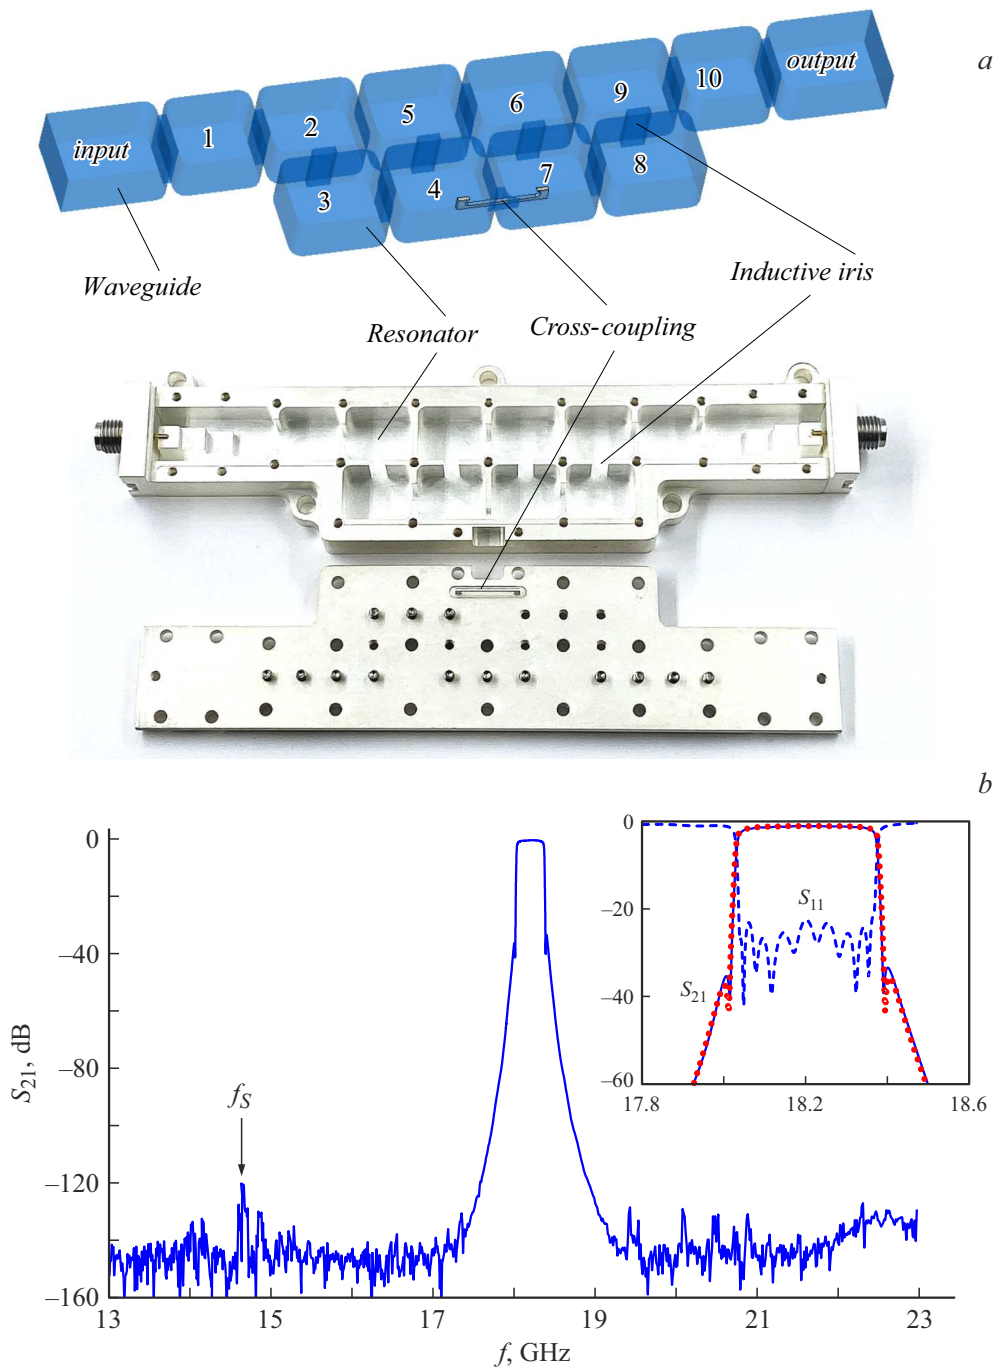 a
input
1
2
5
6
9
10
output
3
4
7
8
Waveguide
Resonator
Cross-coupling
Inductive iris
b
S21, dB
0
–40
–80
–120
–160
fS
13
15
17
19
21
23
f, GHz
0
–20
–40
–60
S11
S21
17.8
18.2
18.6